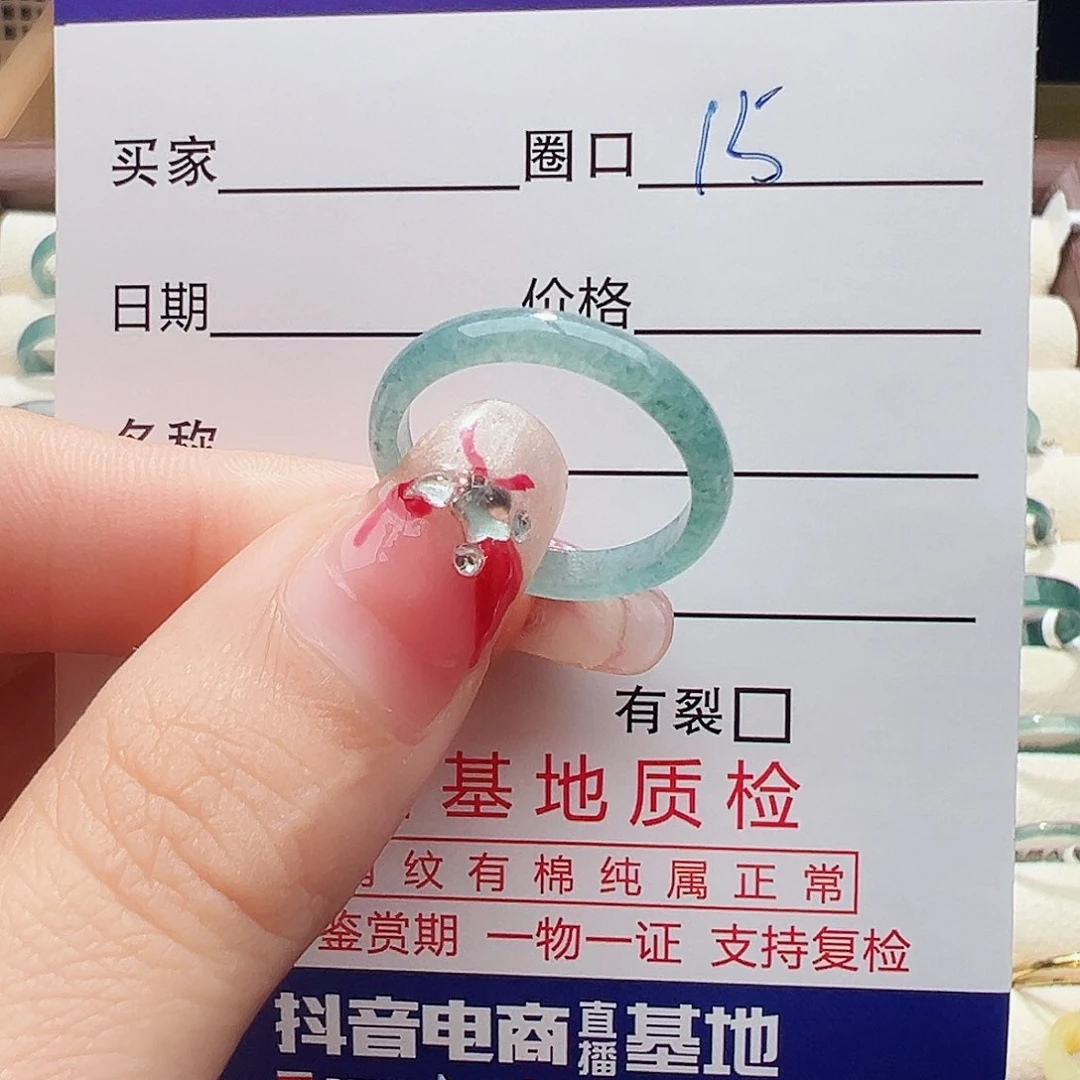 买家 圈口 15
日期 价格
名称
有裂
基地质检
纹有棉纯属正常
鉴赏期 一物一证 支持复检
抖音电商直播基地